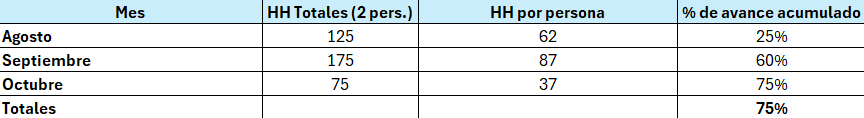 Mes HH Totales (2 pers.) HH por persona % de avance acumulado
Agosto 125 62 25%
Septiembre 175 87 60%
Octubre 75 37 75%
Totales 75%